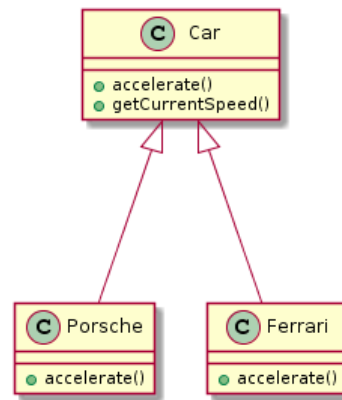 C Car
accelerate()
getCurrentSpeed()
C Porsche
accelerate()
C Ferrari
accelerate()